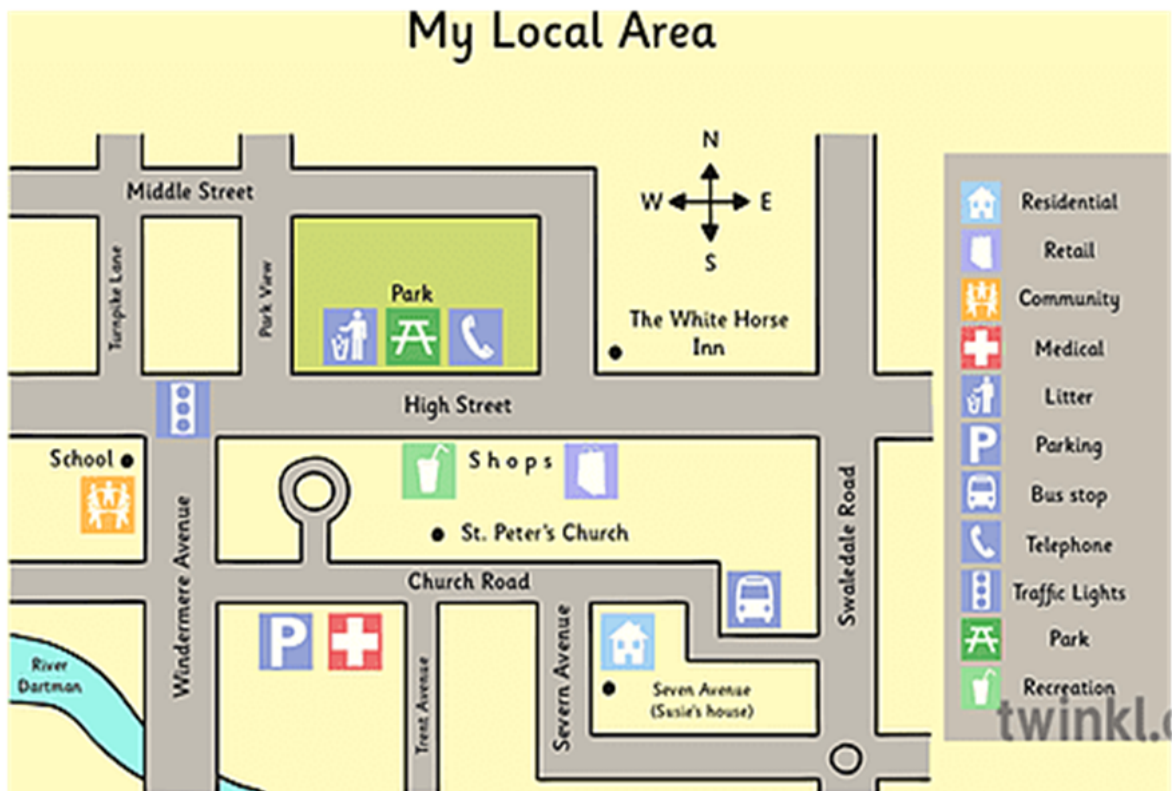 My Local Area
Middle Street
Turnpike Lane
Park View
Park
N
W E
S
The White Horse
Inn
High Street
School
Shops
St. Peter's Church
Windermere Avenue
Church Road
Swaledale Road
P
River
Dartman
Trent Avenue
Severn Avenue
Seven Avenue
(Susie's house)
Residential
Retail
Community
Medical
Litter
P Parking
Bus stop
Telephone
Traffic Lights
Park
Recreation
twinkl.c